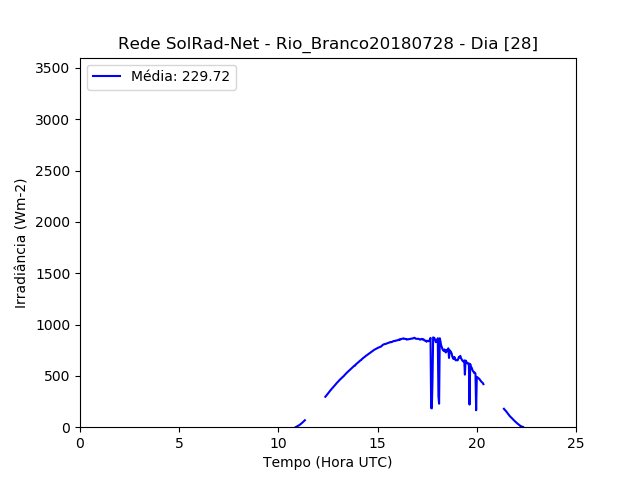 Rede SolRad-Net - Rio_Branco20180728 - Dia [28]
Média: 229.72
Irradiância (Wm-2)
3500
3000
2500
2000
1500
1000
500
0
0 5 10 15 20 25
Tempo (Hora UTC)